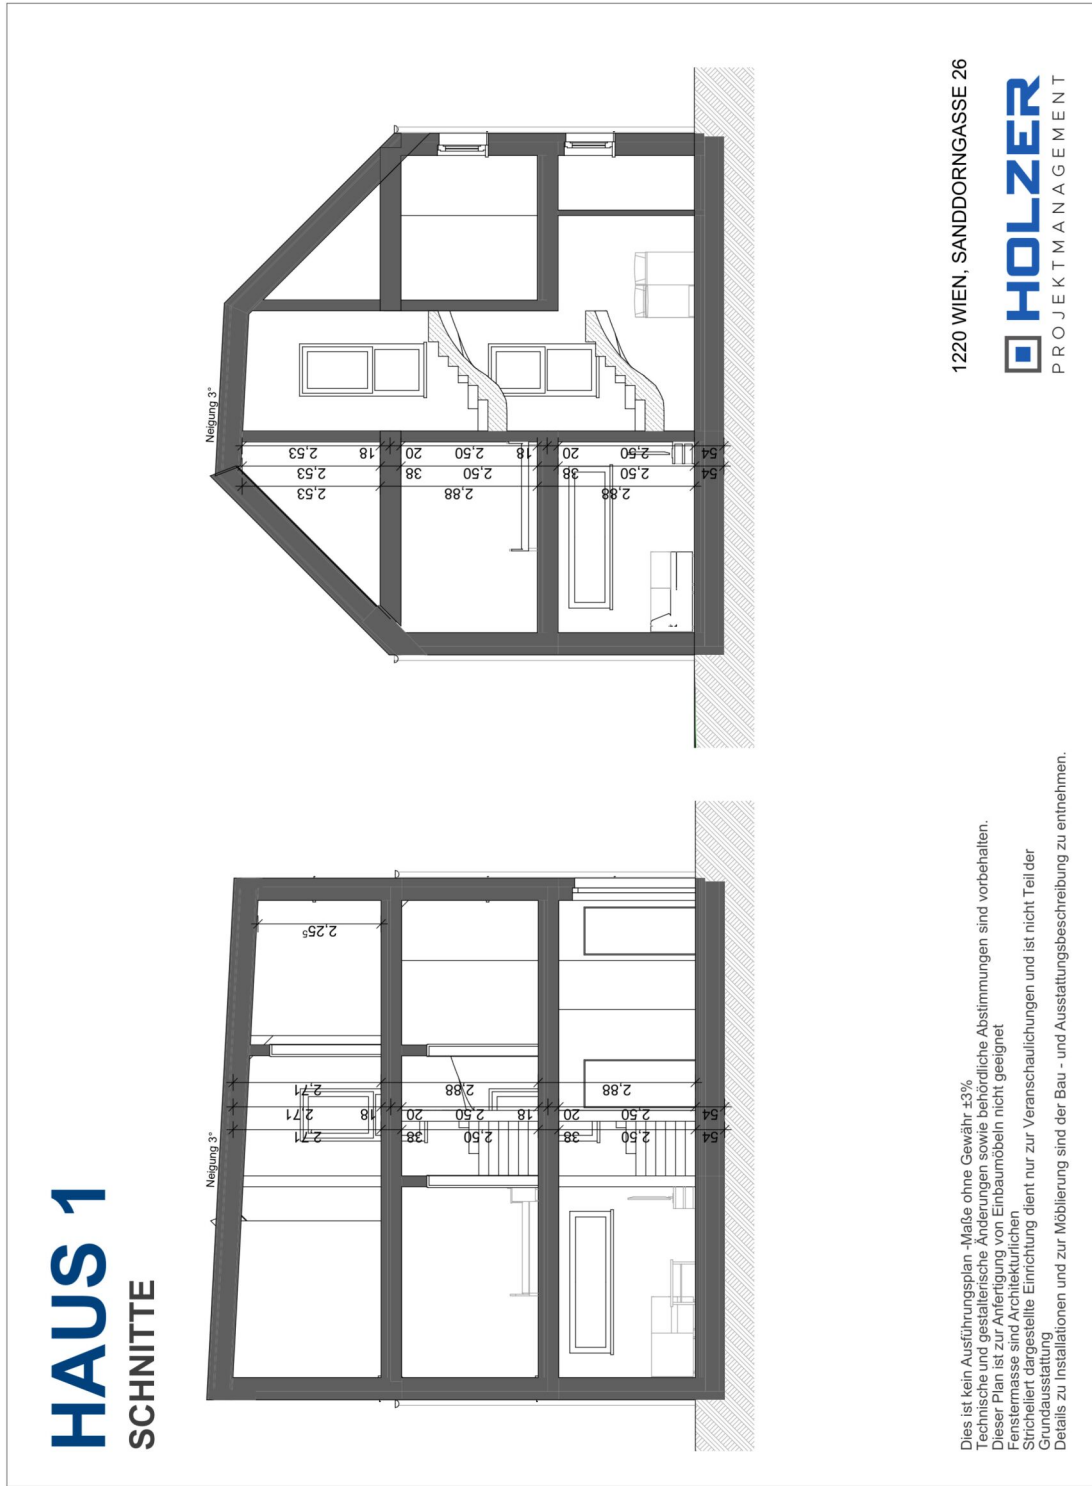 HAUS 1
SCHNITTE
Neigung 3°
2,71
2,88
2,88
2,71
18
20
2,50
18
20
2,50
54
2,71
38
2,50
38
2,50
54
2,25⁵
Neigung 3°
2,53
18
20
2,50
18
20
2,50
54
2,53
38
2,50
38
2,50
54
2,53
2,88
2,88
Dies ist kein Ausführungsplan -Maße ohne Gewähr ±3%
Technische und gestalterische Änderungen sowie behördliche Abstimmungen sind vorbehalten.
Dieser Plan ist zur Anfertigung von Einbaumöbeln nicht geeignet
Fenstermasse sind Architekturlichen
Stricheliert dargestellte Einrichtung dient nur zur Veranschaulichungen und ist nicht Teil der
Grundausstattung
Details zu Installationen und zur Möblierung sind der Bau - und Ausstattungsbeschreibung zu entnehmen.
1220 WIEN, SANDDORNGASSE 26
HOLZER
PROJEKTMANAGEMENT